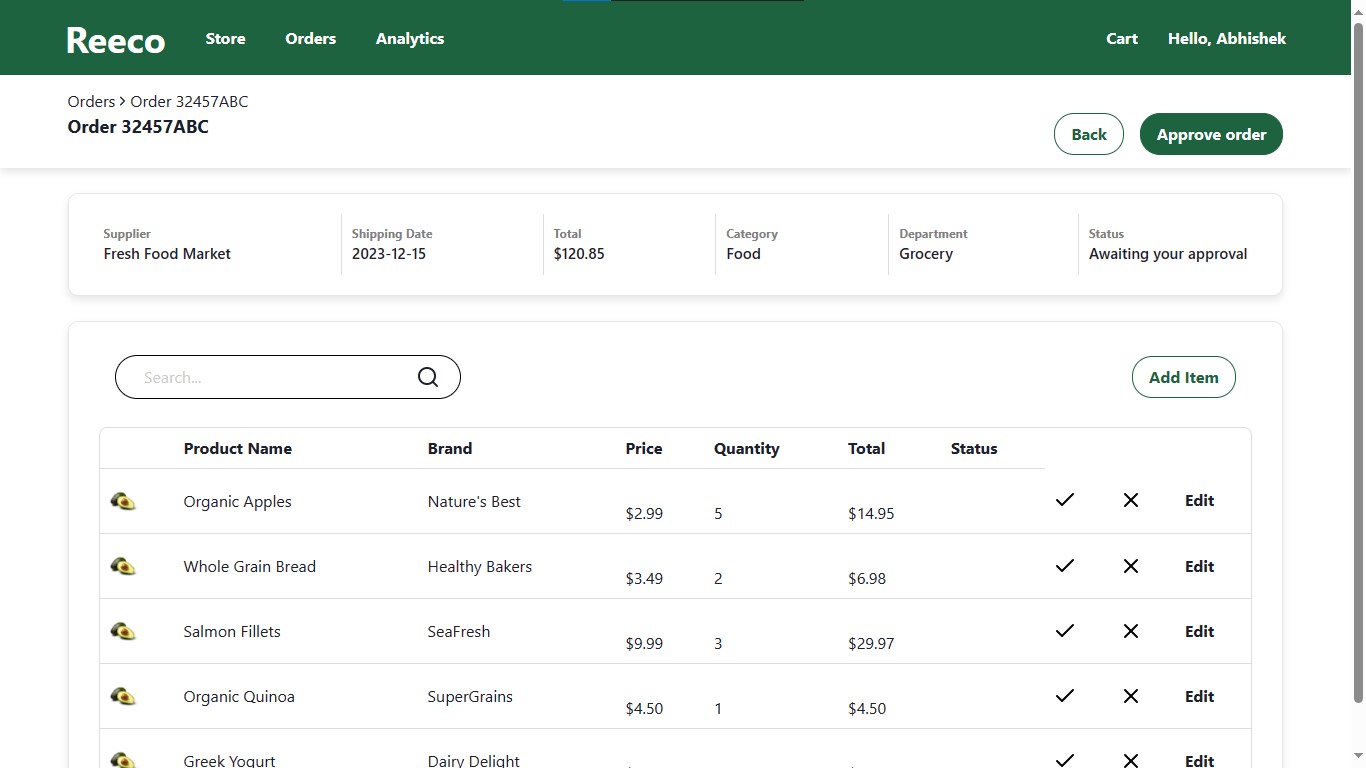 Reeco Store Orders Analytics Cart Hello, Abhishek
Orders > Order 32457ABC
Order 32457ABC
Back Approve order
Supplier Shipping Date Total Category Department Status
Fresh Food Market 2023-12-15 $120.85 Food Grocery Awaiting your approval
Search... Add Item
Product Name Brand Price Quantity Total Status
Organic Apples Nature's Best $2.99 5 $14.95 Edit
Whole Grain Bread Healthy Bakers $3.49 2 $6.98 Edit
Salmon Fillets SeaFresh $9.99 3 $29.97 Edit
Organic Quinoa SuperGrains $4.50 1 $4.50 Edit
Greek Yogurt Dairy Delight Edit